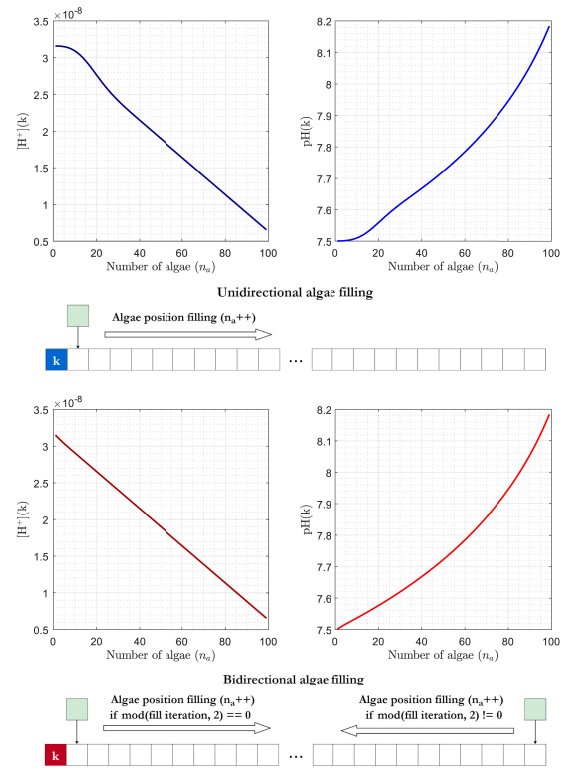 ×10⁻⁸
3.5
3
2.5
2
1.5
1
0.5
0 20 40 60 80 100
[H⁺](k)
Number of algae (nₐ)
8.2
8.1
8
7.9
7.8
7.7
7.6
7.5
0 20 40 60 80 100
pH(k)
Number of algae (nₐ)
Unidirectional algae filling
Algae position filling (nₐ++)
k ...
×10⁻⁸
3.5
3
2.5
2
1.5
1
0.5
0 20 40 60 80 100
[H⁺](k)
Number of algae (nₐ)
8.2
8.1
8
7.9
7.8
7.7
7.6
7.5
0 20 40 60 80 100
pH(k)
Number of algae (nₐ)
Bidirectional algae filling
Algae position filling (nₐ++)
if mod(fill iteration, 2) == 0
Algae position filling (nₐ++)
if mod(fill iteration, 2) != 0
k ...